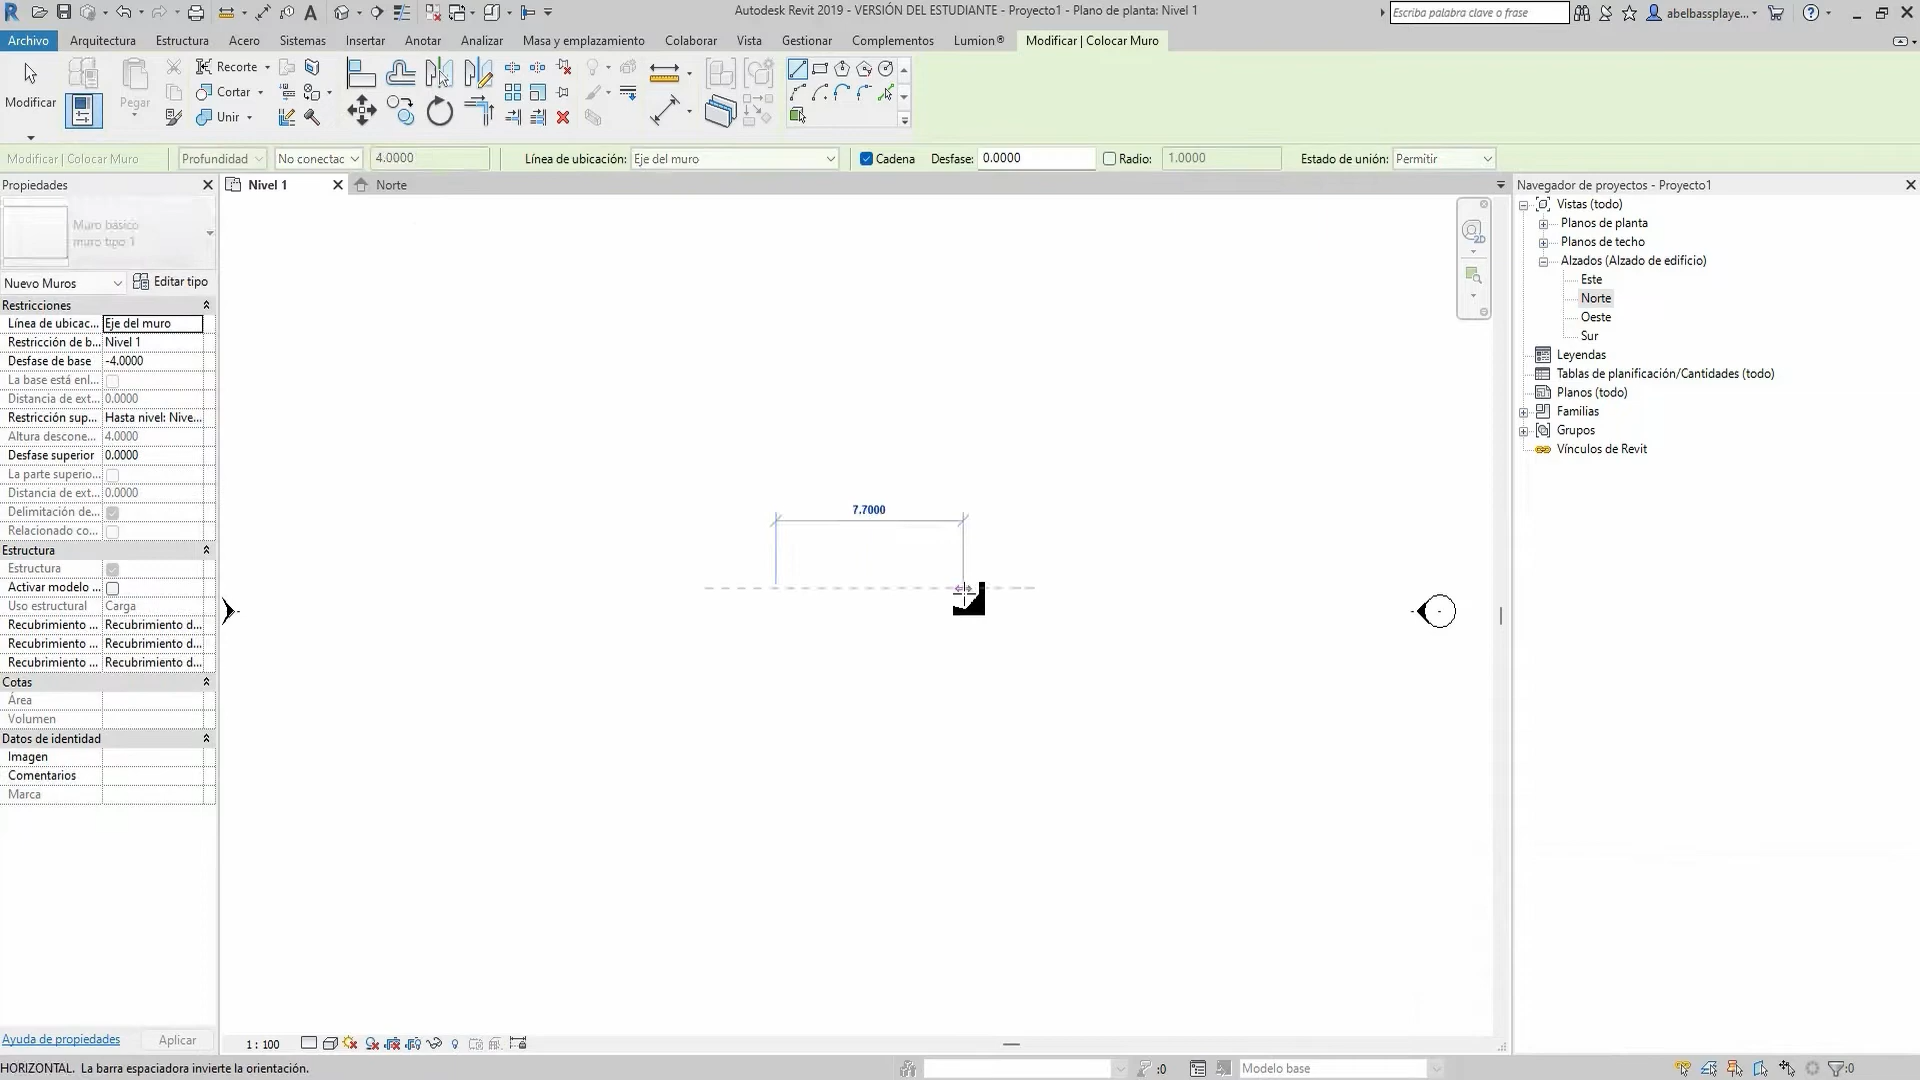 Autodesk Revit 2019 - VERSIÓN DEL ESTUDIANTE - Proyecto1 - Plano de planta: Nivel 1
Escriba palabra clave o frase
abelbassplaye...
Archivo Arquitectura Estructura Acero Sistemas Insertar Anotar Analizar Masa y emplazamiento Colaborar Vista Gestionar Complementos Lumion® Modificar | Colocar Muro
Modificar
Pegar
Recorte
Cortar
Unir
Modificar | Colocar Muro Profundidad No conectac 4.0000 Línea de ubicación: Eje del muro Cadena Desfase: 0.0000 Radio: 1.0000 Estado de unión: Permitir
Propiedades
Nivel 1
Norte
Muro básico
muro tipo 1
Nuevo Muros Editar tipo
Restricciones
Línea de ubicac... Eje del muro
Restricción de b... Nivel 1
Desfase de base -4.0000
La base está enl...
Distancia de ext... 0.0000
Restricción sup... Hasta nivel: Nive...
Altura descone... 4.0000
Desfase superior 0.0000
La parte superio...
Distancia de ext... 0.0000
Delimitación de...
Relacionado co...
Estructura
Estructura
Activar modelo ...
Uso estructural Carga
Recubrimiento ... Recubrimiento d...
Recubrimiento ... Recubrimiento d...
Recubrimiento ... Recubrimiento d...
Cotas
Área
Volumen
Datos de identidad
Imagen
Comentarios
Marca
Ayuda de propiedades Aplicar
7.7000
2D
Navegador de proyectos - Proyecto1
Vistas (todo)
Planos de planta
Planos de techo
Alzados (Alzado de edificio)
Este
Norte
Oeste
Sur
Leyendas
Tablas de planificación/Cantidades (todo)
Planos (todo)
Familias
Grupos
Vínculos de Revit
1 : 100
HORIZONTAL. La barra espaciadora invierte la orientación.
:0
Modelo base
:0